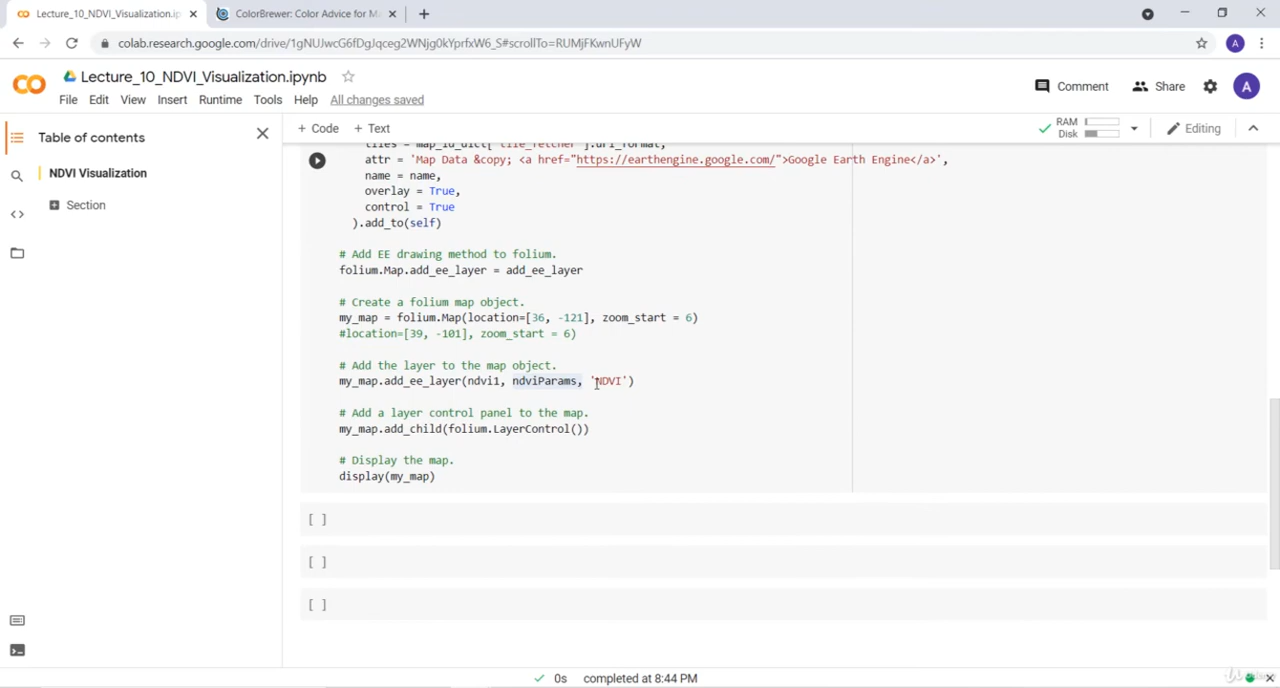 Lecture_10_NDVI_Visualization.ipynb
ColorBrewer: Color Advice for M
colab.research.google.com/drive/1gNUJwcG6fDgJqceg2WNjg0kYprfxW6_S#scrollTo=RUMjFKwnUFyW
A
Lecture_10_NDVI_Visualization.ipynb
File Edit View Insert Runtime Tools Help All changes saved
Comment Share A
Table of contents
+ Code + Text
RAM
Disk
Editing
NDVI Visualization
Section
tiles = map_id_dict['tile_fetcher'].url_format,
attr = 'Map Data &copy; <a href="https://earthengine.google.com/">Google Earth Engine</a>',
name = name,
overlay = True,
control = True
).add_to(self)
# Add EE drawing method to folium.
folium.Map.add_ee_layer = add_ee_layer
# Create a folium map object.
my_map = folium.Map(location=[36, -121], zoom_start = 6)
#location=[39, -101], zoom_start = 6)
# Add the layer to the map object.
my_map.add_ee_layer(ndvi1, ndviParams, 'NDVI')
# Add a layer control panel to the map.
my_map.add_child(folium.LayerControl())
# Display the map.
display(my_map)
[ ]
[ ]
[ ]
0s completed at 8:44 PM